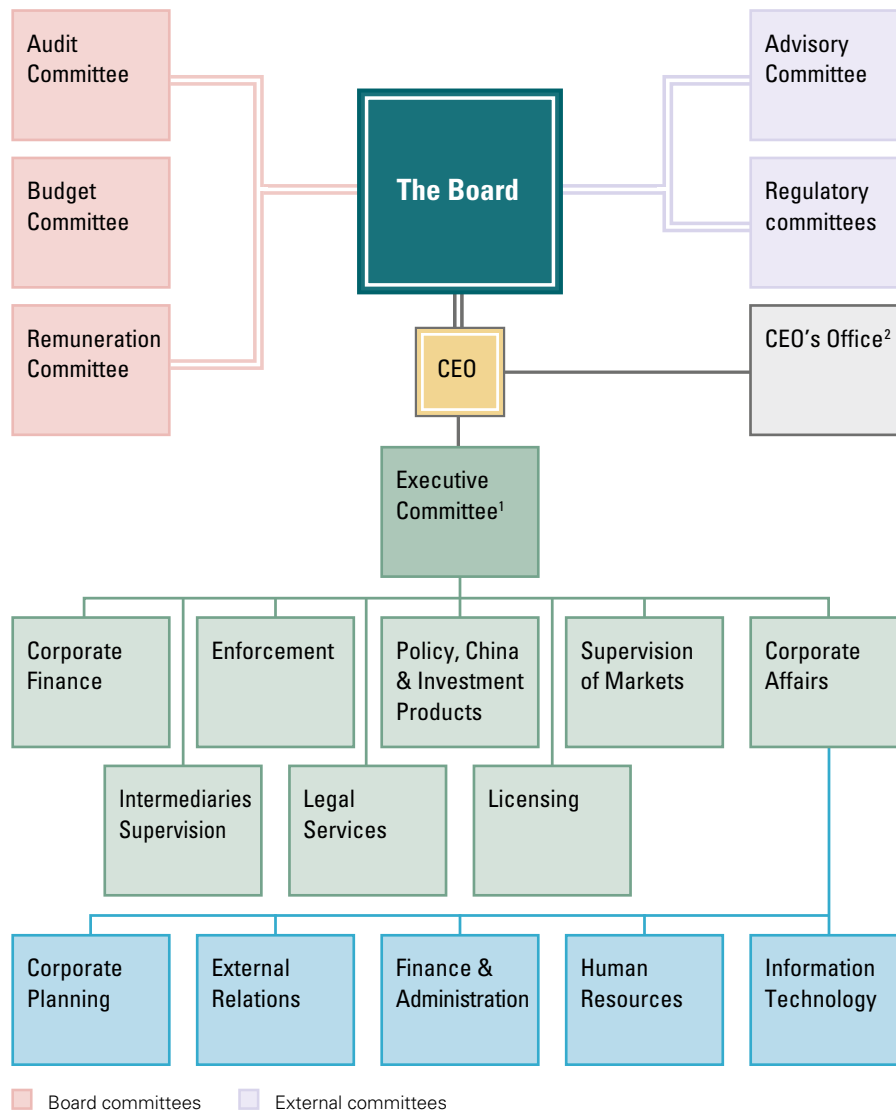 Audit
Committee
Advisory
Committee
The Board
Budget
Committee
Regulatory
committees
Remuneration
Committee
CEO
CEO's Office²
Executive
Committee¹
Corporate
Finance
Enforcement
Policy, China
& Investment
Products
Supervision
of Markets
Corporate
Affairs
Intermediaries
Supervision
Legal
Services
Licensing
Corporate
Planning
External
Relations
Finance &
Administration
Human
Resources
Information
Technology
Board committees
External committees